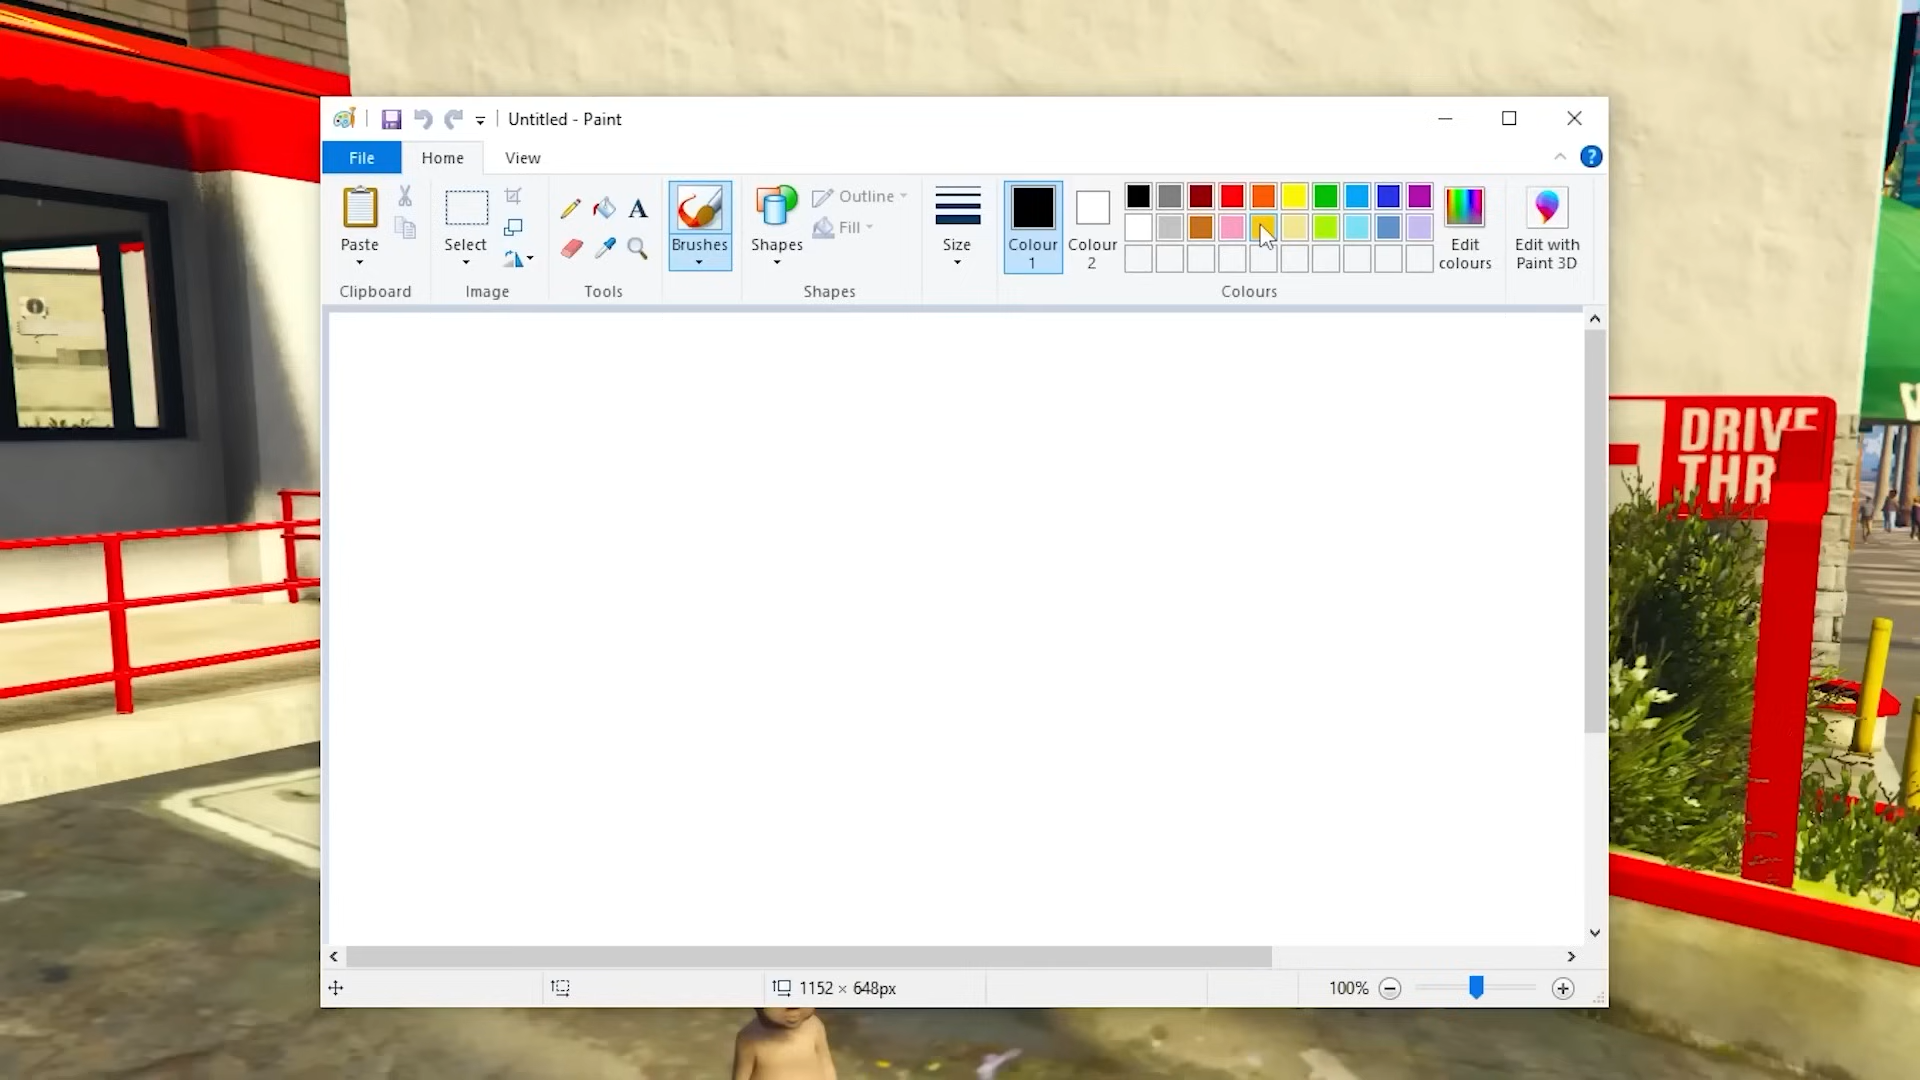 Untitled - Paint
File Home View
Outline
Fill
Paste Select Brushes Shapes Size Colour 1 Colour 2 Edit colours Edit with Paint 3D
Clipboard Image Tools Shapes Colours
DRIVE
THR
1152 × 648px 100%